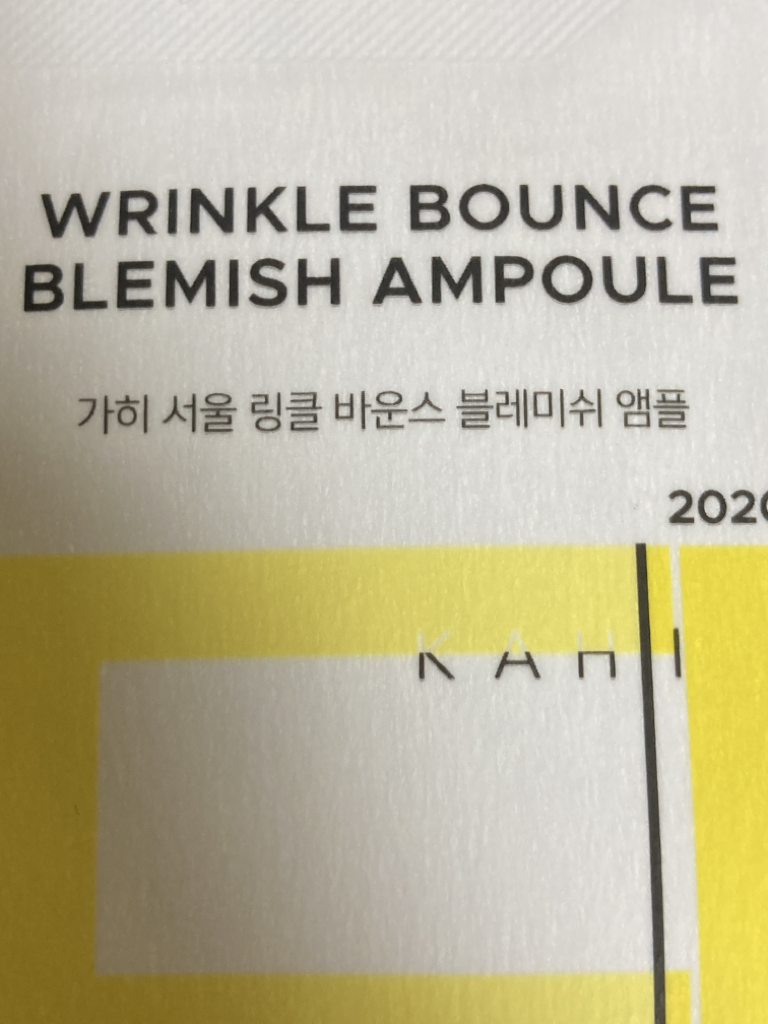 WRINKLE BOUNCE
BLEMISH AMPOULE
가히 서울 링클 바운스 블레미쉬 앰플
2020
KAHI